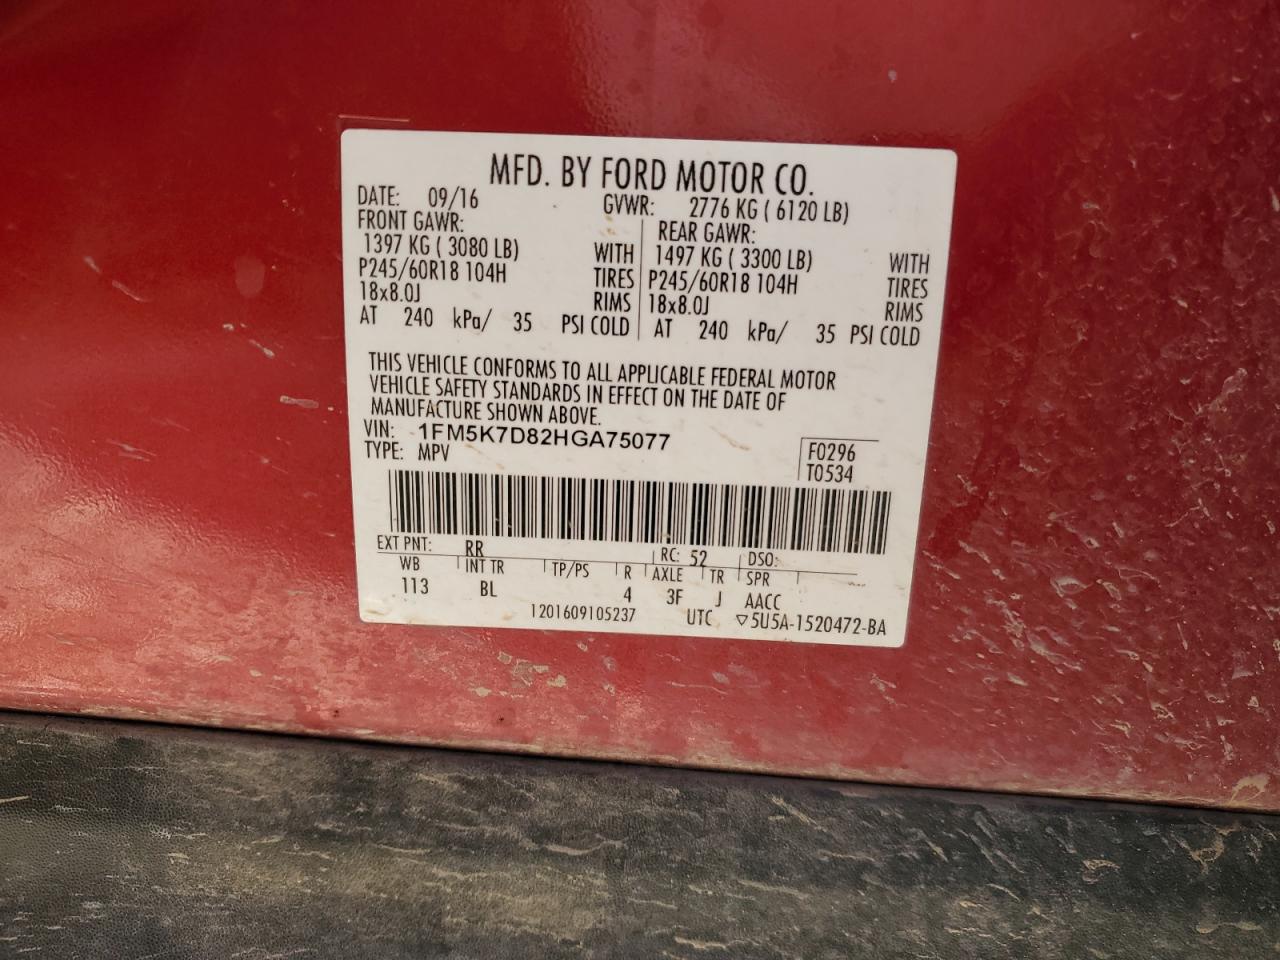 MFD. BY FORD MOTOR CO.
DATE: 09/16 GVWR: 2776 KG ( 6120 LB)
FRONT GAWR: REAR GAWR:
1397 KG ( 3080 LB) WITH 1497 KG ( 3300 LB) WITH
P245/60R18 104H TIRES P245/60R18 104H TIRES
18x8.0J RIMS 18x8.0J RIMS
AT 240 kPa/ 35 PSI COLD AT 240 kPa/ 35 PSI COLD
THIS VEHICLE CONFORMS TO ALL APPLICABLE FEDERAL MOTOR
VEHICLE SAFETY STANDARDS IN EFFECT ON THE DATE OF
MANUFACTURE SHOWN ABOVE.
VIN: 1FM5K7D82HGA75077
TYPE: MPV
F0296
T0534
EXT PNT: RR RC: 52 DSO:
WB INT TR TP/PS R AXLE TR SPR
113 BL 4 3F J AACC
1201609105237 UTC ▽5U5A-1520472-BA